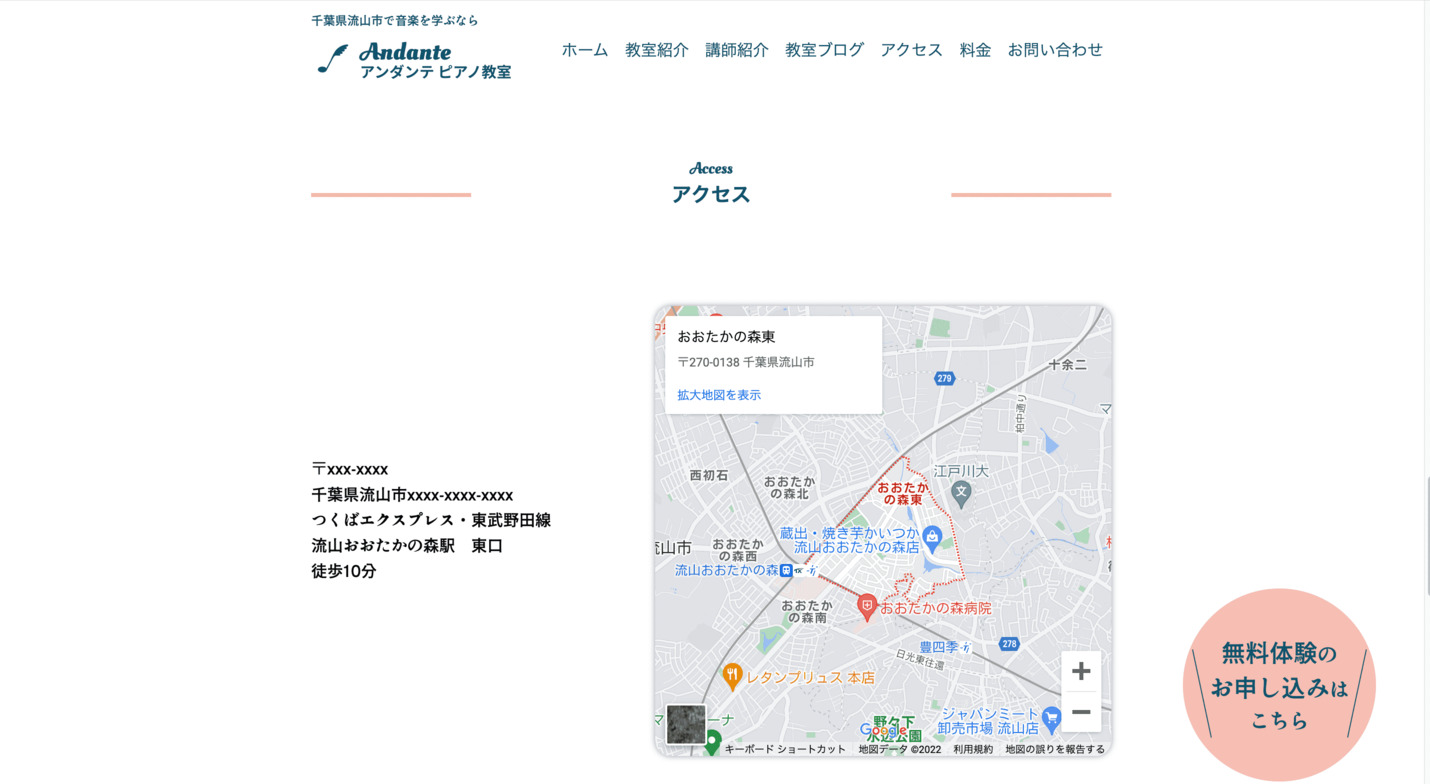 千葉県流山市で音楽を学ぶなら
Andante
アンダンテ ピアノ教室
ホーム 教室紹介 講師紹介 教室ブログ アクセス 料金 お問い合わせ
Access
アクセス
〒xxx-xxxx
千葉県流山市xxxx-xxxx-xxxx
つくばエクスプレス・東武野田線
流山おおたかの森駅　東口
徒歩10分
おおたかの森東
〒270-0138 千葉県流山市
拡大地図を表示
279
十余二
柏中通り
マ
西初石
おおたか
の森北
おおたか
の森東
江戸川大
文
蔵出・焼き芋かいつか
流山おおたかの森店
流山市
おおたか
の森西
流山おおたかの森
おおたか
の森南
おおたかの森病院
豊四季
278
日光東往還
レタンプリュス 本店
ジャパンミート
卸売市場 流山店
野々下
水辺公園
Google
キーボード ショートカット 地図データ ©2022 利用規約 地図の誤りを報告する
無料体験の
お申し込みは
こちら